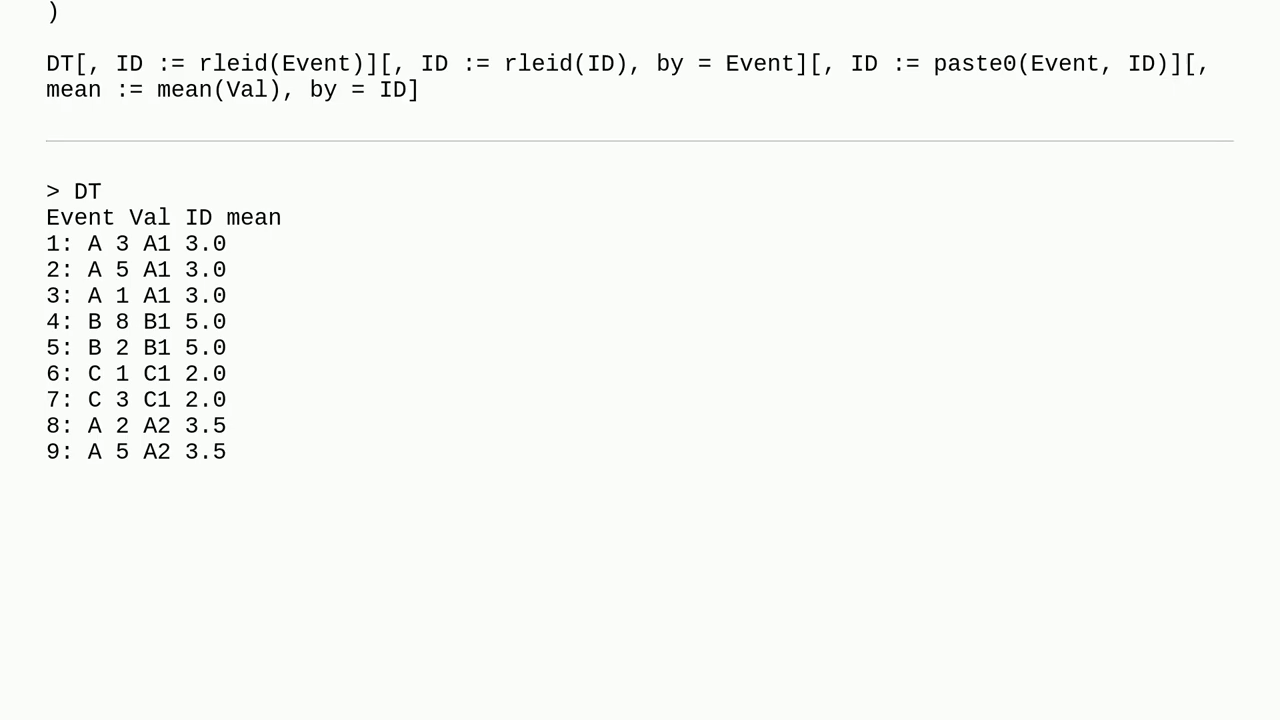 )
DT[, ID := rleid(Event)][, ID := rleid(ID), by = Event][, ID := paste0(Event, ID)][,
mean := mean(Val), by = ID]
> DT
Event Val ID mean
1: A 3 A1 3.0
2: A 5 A1 3.0
3: A 1 A1 3.0
4: B 8 B1 5.0
5: B 2 B1 5.0
6: C 1 C1 2.0
7: C 3 C1 2.0
8: A 2 A2 3.5
9: A 5 A2 3.5